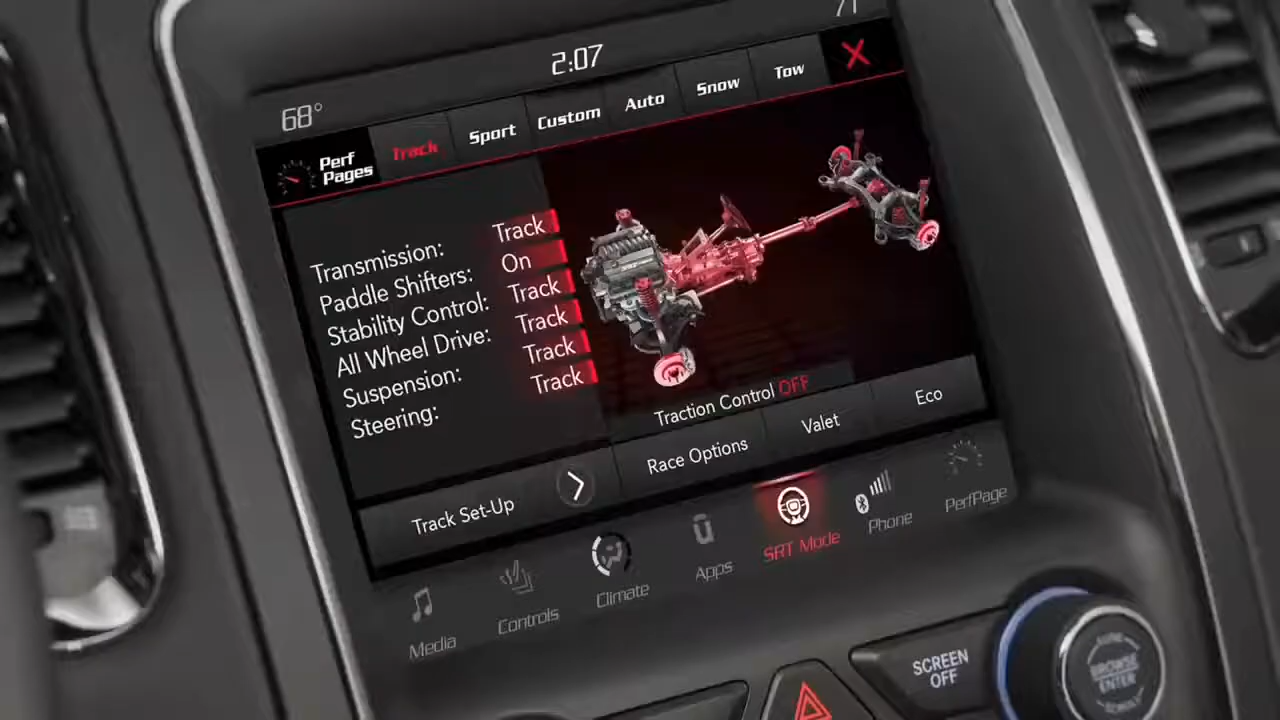 2:07
68°
Perf Pages
Track
Sport
Custom
Auto
Snow
Tow
Transmission: Track
Paddle Shifters: On
Stability Control: Track
All Wheel Drive: Track
Suspension: Track
Steering: Track
Traction Control OFF
Track Set-Up
Race Options
Valet
Eco
Media
Controls
Climate
Apps
SRT Mode
Phone
PerfPage
SCREEN
OFF
BROWSE
ENTER